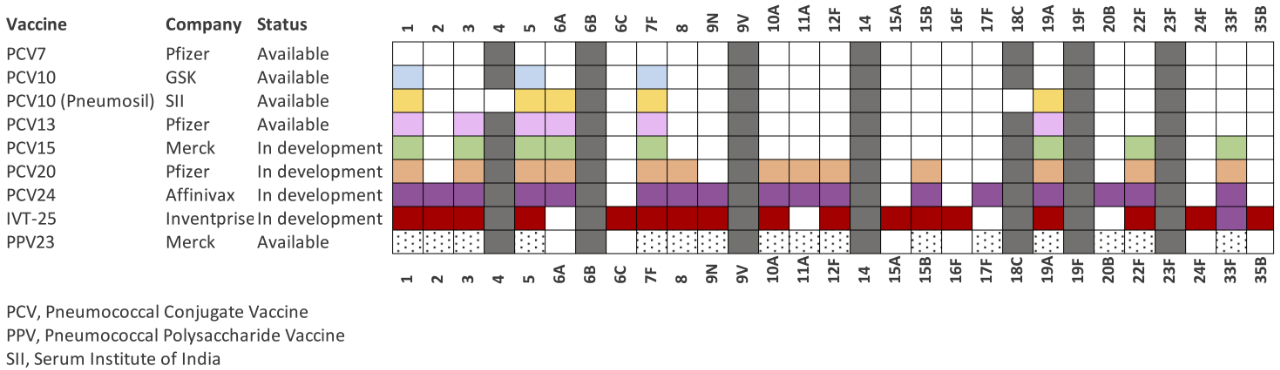 Vaccine Company Status 1 2 3 4 5 6A 6B 6C 7F 8 9N 9V 10A 11A 12F 14 15A 15B 16F 17F 18C 19A 19F 20B 22F 23F 24F 33F 35B
PCV7 Pfizer Available
PCV10 GSK Available
PCV10 (Pneumosil) SII Available
PCV13 Pfizer Available
PCV15 Merck In development
PCV20 Pfizer In development
PCV24 Affinivax In development
IVT-25 Inventprise In development
PPV23 Merck Available
1 2 3 4 5 6A 6B 6C 7F 8 9N 9V 10A 11A 12F 14 15A 15B 16F 17F 18C 19A 19F 20B 22F 23F 24F 33F 35B
PCV, Pneumococcal Conjugate Vaccine
PPV, Pneumococcal Polysaccharide Vaccine
SII, Serum Institute of India